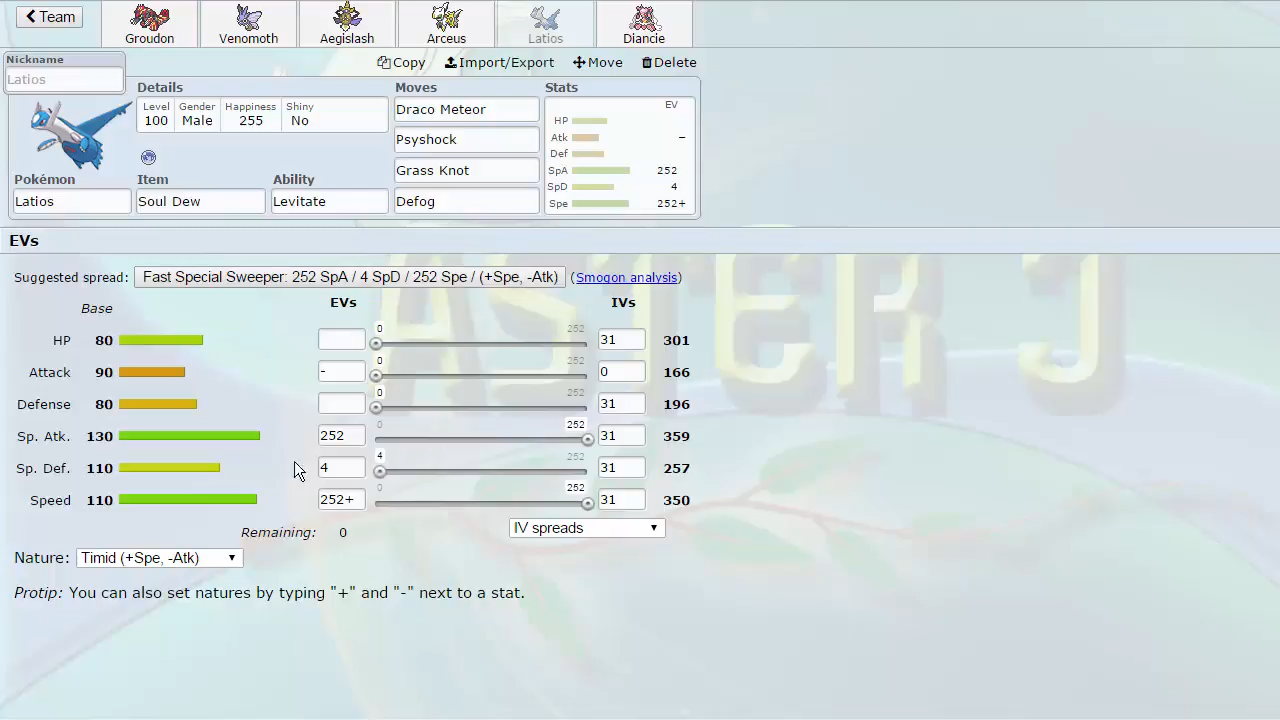 Team
Groudon Venomoth Aegislash Arceus Latios Diancie
Nickname
Latios
Copy Import/Export Move Delete
Details Moves Stats
Level Gender Happiness Shiny
100 Male 255 No
Draco Meteor
Psyshock
Grass Knot
Defog
EV
HP
Atk –
Def
SpA 252
SpD 4
Spe 252+
Pokémon Item Ability
Latios Soul Dew Levitate
EVs
Suggested spread: Fast Special Sweeper: 252 SpA / 4 SpD / 252 Spe / (+Spe, -Atk) (Smogon analysis)
Base EVs IVs
HP 80 0 252 31 301
Attack 90 - 0 252 0 166
Defense 80 0 252 31 196
Sp. Atk. 130 252 0 252 31 359
Sp. Def. 110 4 4 252 31 257
Speed 110 252+ 0 252 31 350
Remaining: 0 IV spreads
Nature: Timid (+Spe, -Atk)
Protip: You can also set natures by typing "+" and "-" next to a stat.
ASTER J